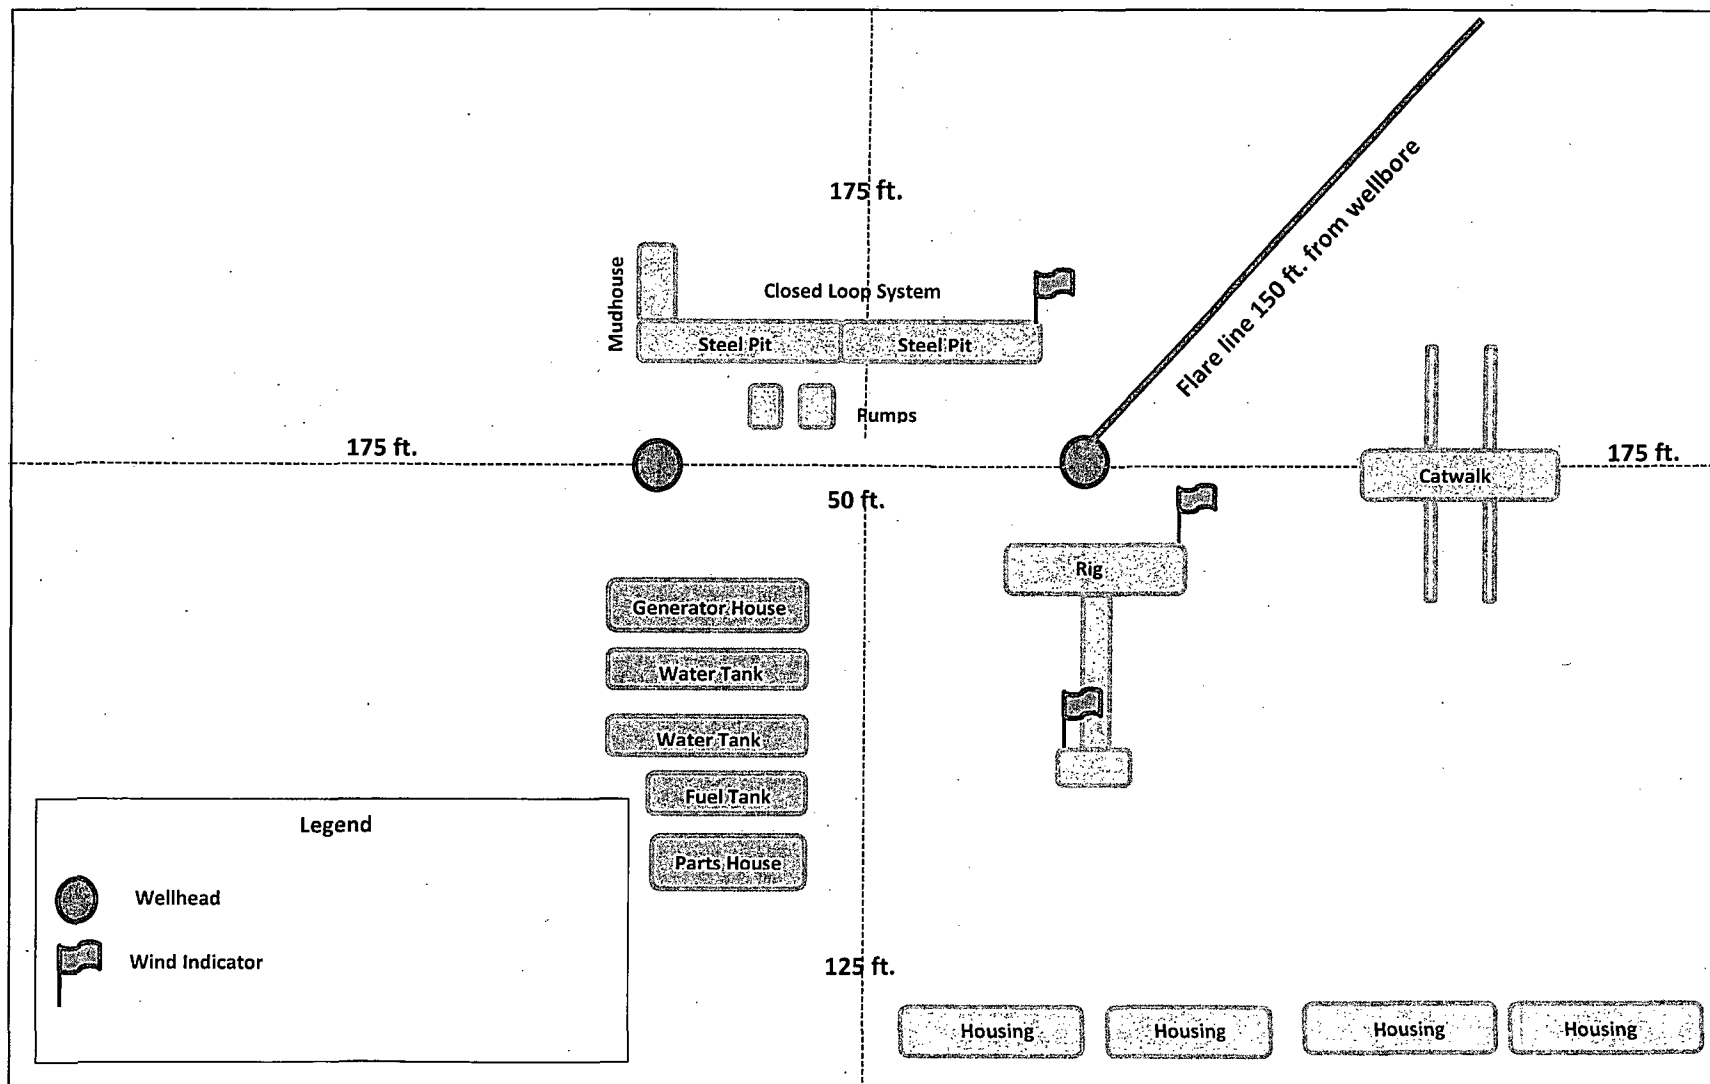 175 ft.
Flare line 150 ft. from wellbore
Mudhouse
Closed Loop System
Steel Pit
Steel Pit
Pumps
175 ft.
175 ft.
Catwalk
50 ft.
Rig
Generator House
Water Tank
Water Tank
Fuel Tank
Parts House
Legend
Wellhead
Wind Indicator
125 ft.
Housing
Housing
Housing
Housing